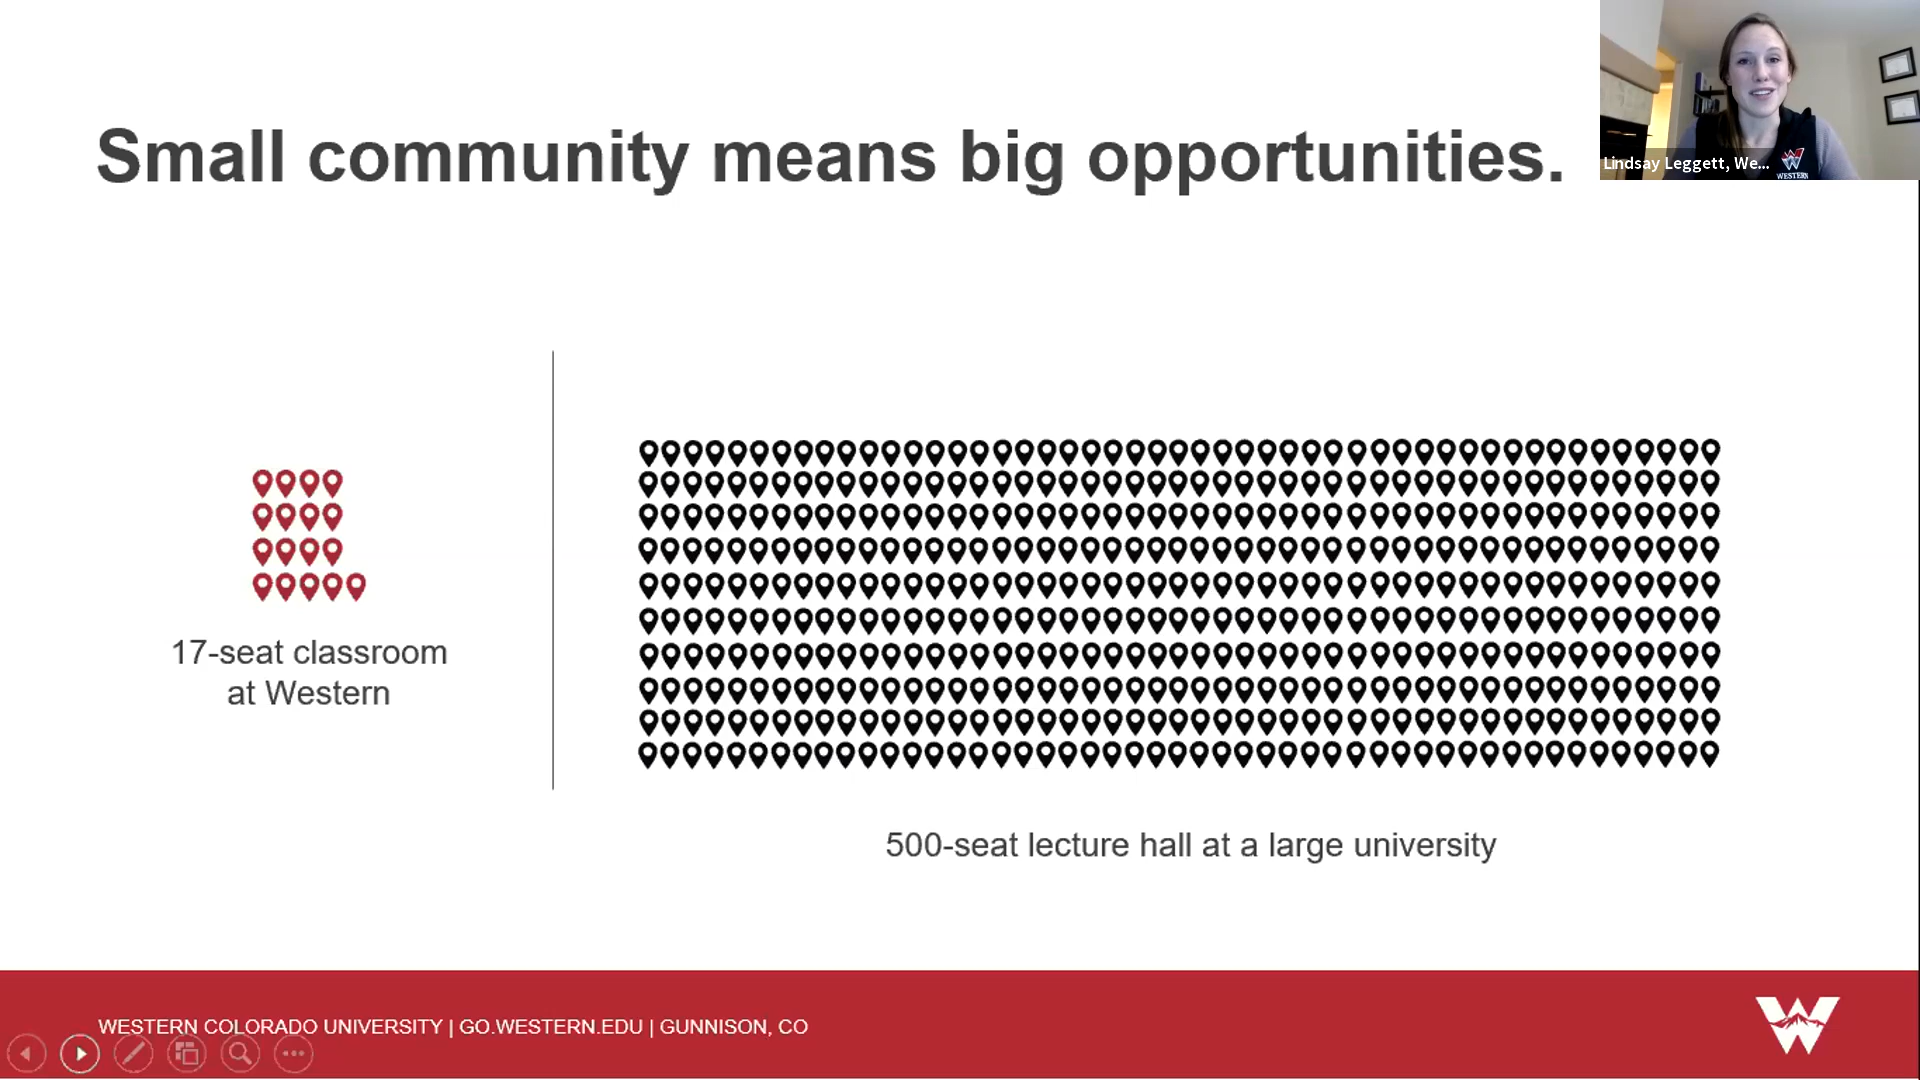 Small community means big opportunities.
Lindsay Leggett, We...
WESTERN
17-seat classroom
at Western
500-seat lecture hall at a large university
WESTERN COLORADO UNIVERSITY | GO.WESTERN.EDU | GUNNISON, CO